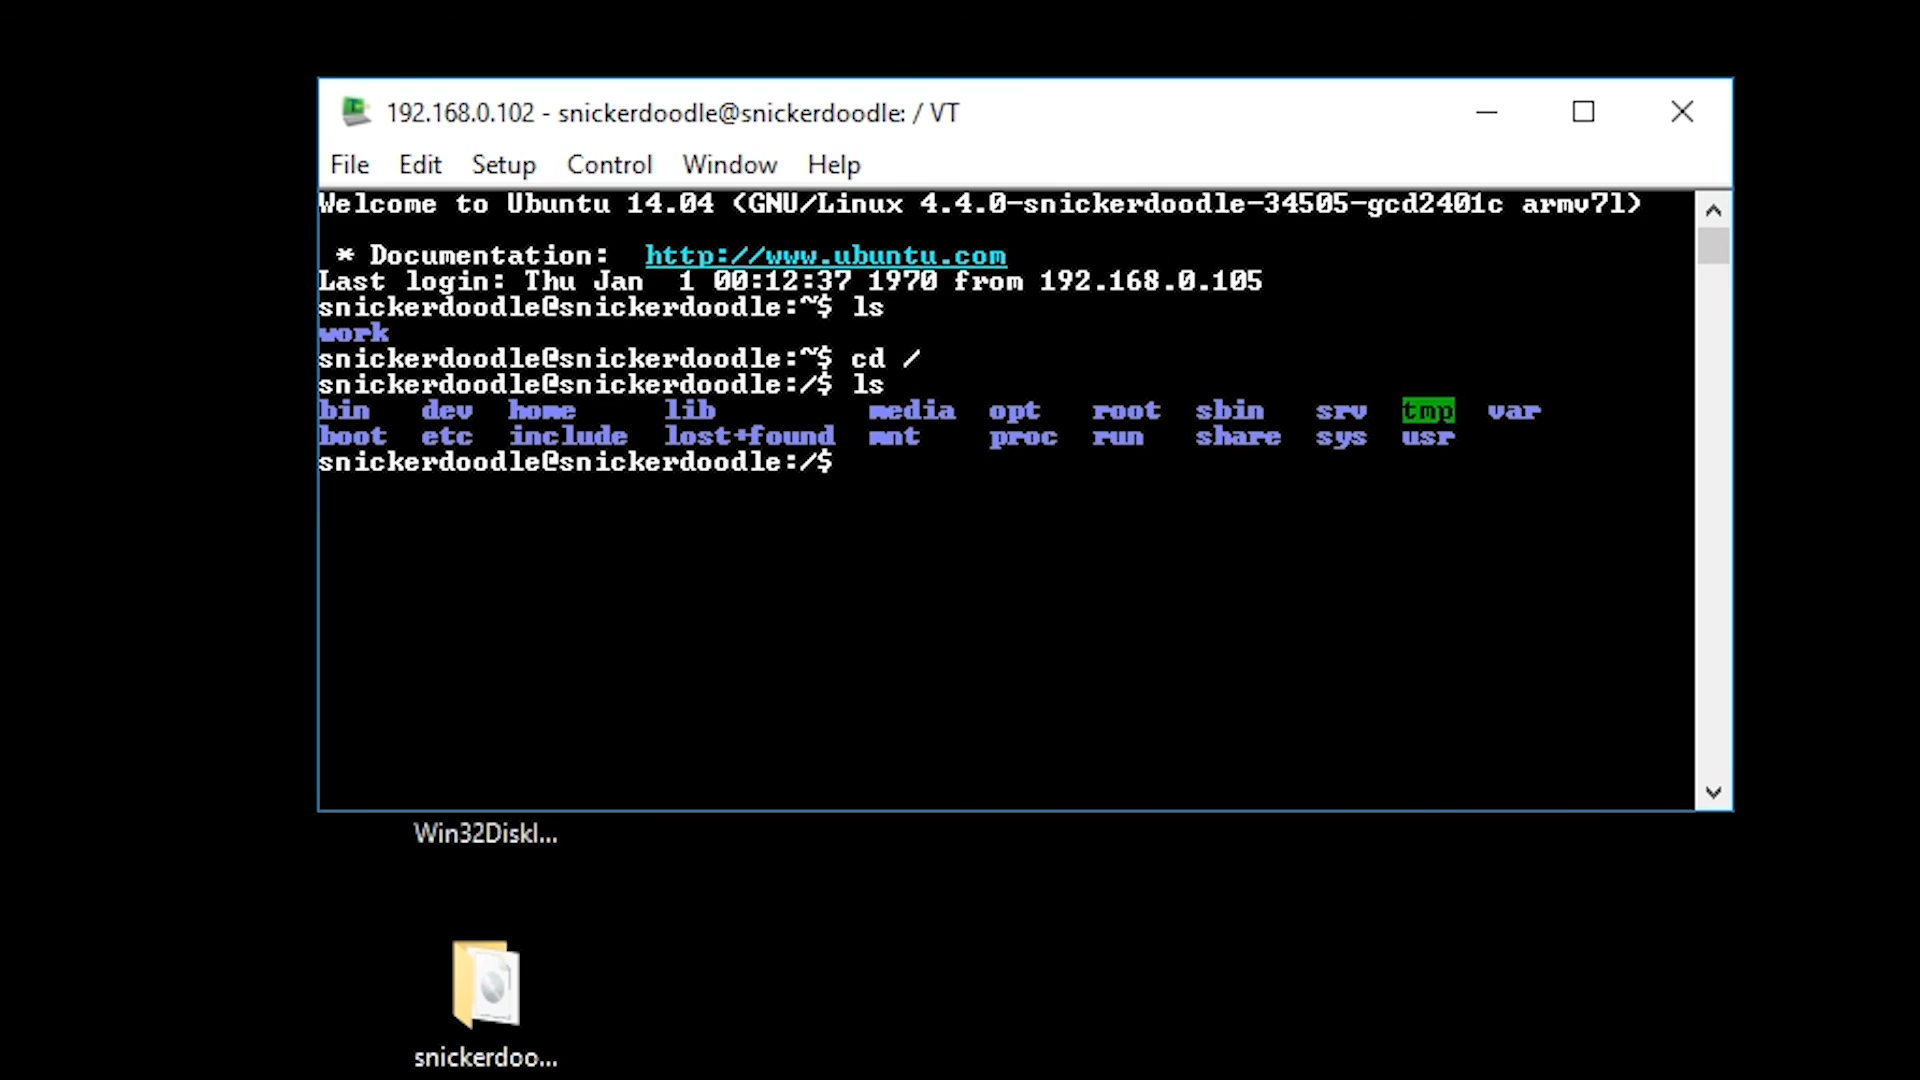 192.168.0.102 - snickerdoodle@snickerdoodle: / VT
File Edit Setup Control Window Help
Welcome to Ubuntu 14.04 (GNU/Linux 4.4.0-snickerdoodle-34505-gcd2401c armv7l)
* Documentation: http://www.ubuntu.com
Last login: Thu Jan 1 00:12:37 1970 from 192.168.0.105
snickerdoodle@snickerdoodle:~$ ls
work
snickerdoodle@snickerdoodle:~$ cd /
snickerdoodle@snickerdoodle:/$ ls
bin dev home lib media opt root sbin srv tmp var
boot etc include lost+found mnt proc run share sys usr
snickerdoodle@snickerdoodle:/$
Win32DiskI...
snickerdoo...